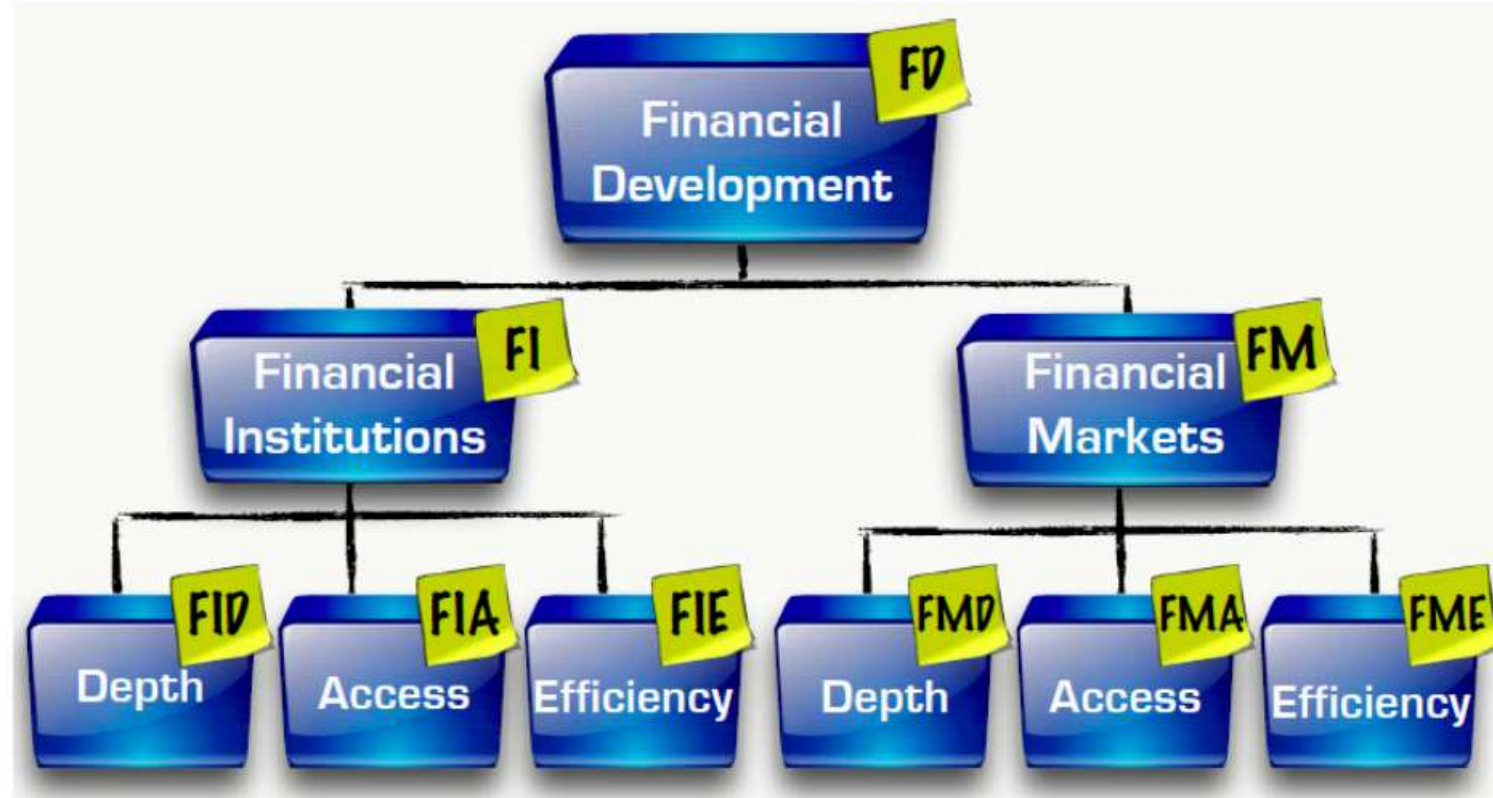 FD
Financial
Development
FI
Financial
Institutions
FM
Financial
Markets
FID
Depth
FIA
Access
FIE
Efficiency
FMD
Depth
FMA
Access
FME
Efficiency